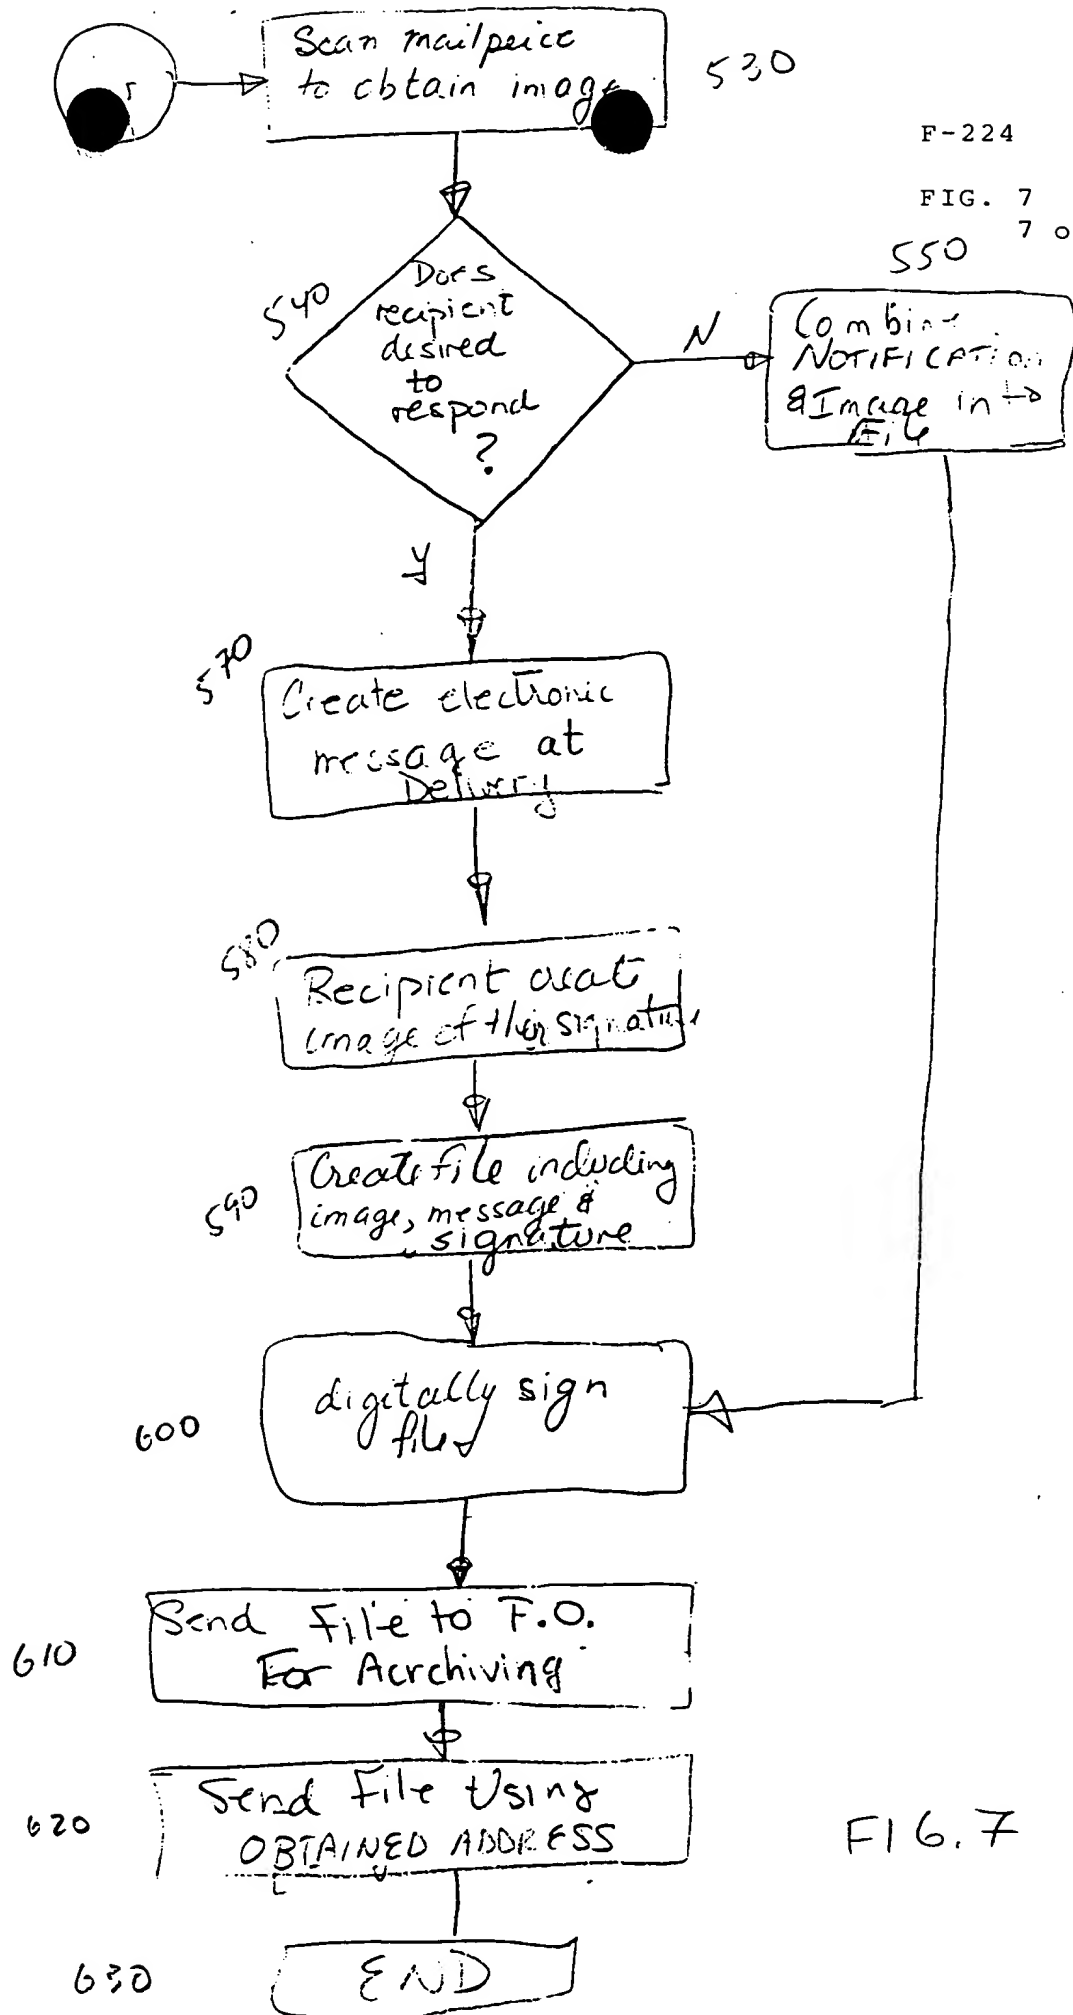 Scan mailpeice
to obtain image
530
F-224
FIG. 7
7 o
540
Does
recipient
desired
to
respond
?
N
550
Combine
NOTIFICATION
& Image into
File
Y
570
Create electronic
message at
Delivery
580
Recipient
image of their signature
590
Create file including
image, message &
signature
600
digitally sign
files
610
Send File to P.O.
For Acrchiving
620
Send File Using
OBTAINED ADDRESS
FIG. 7
630
END